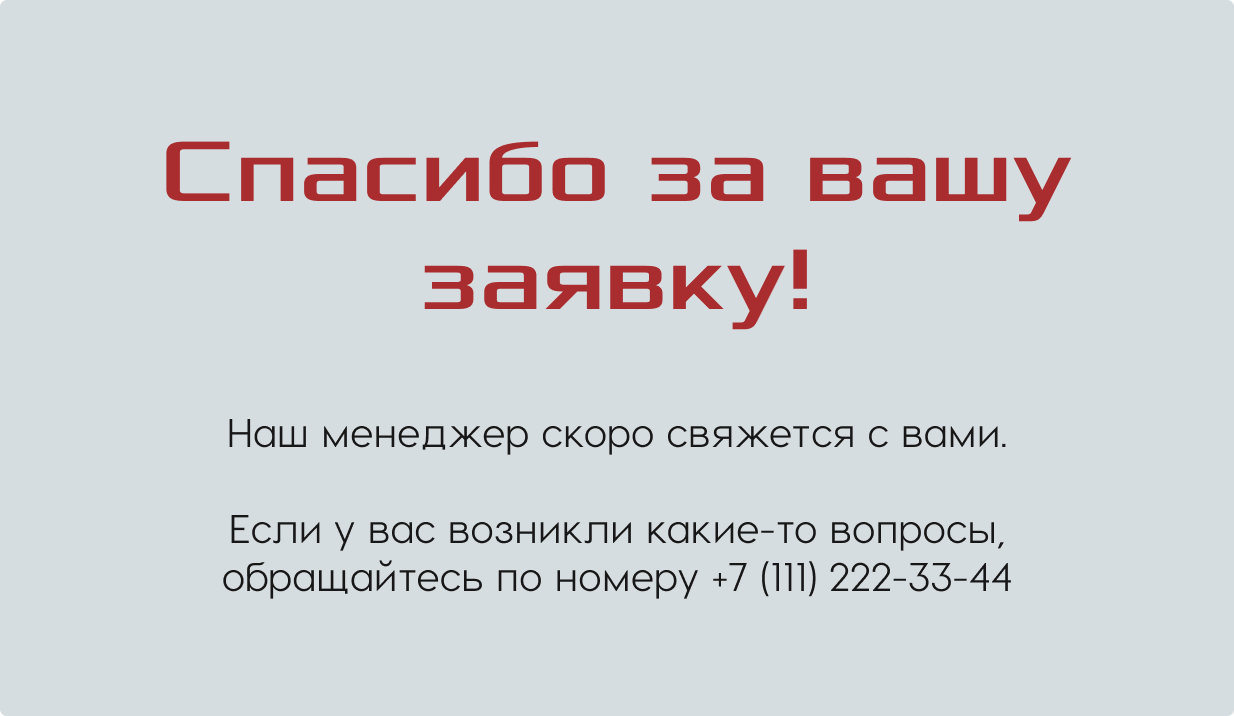 Спасибо за вашу
заявку!
Наш менеджер скоро свяжется с вами.
Если у вас возникли какие-то вопросы,
обращайтесь по номеру +7 (111) 222-33-44